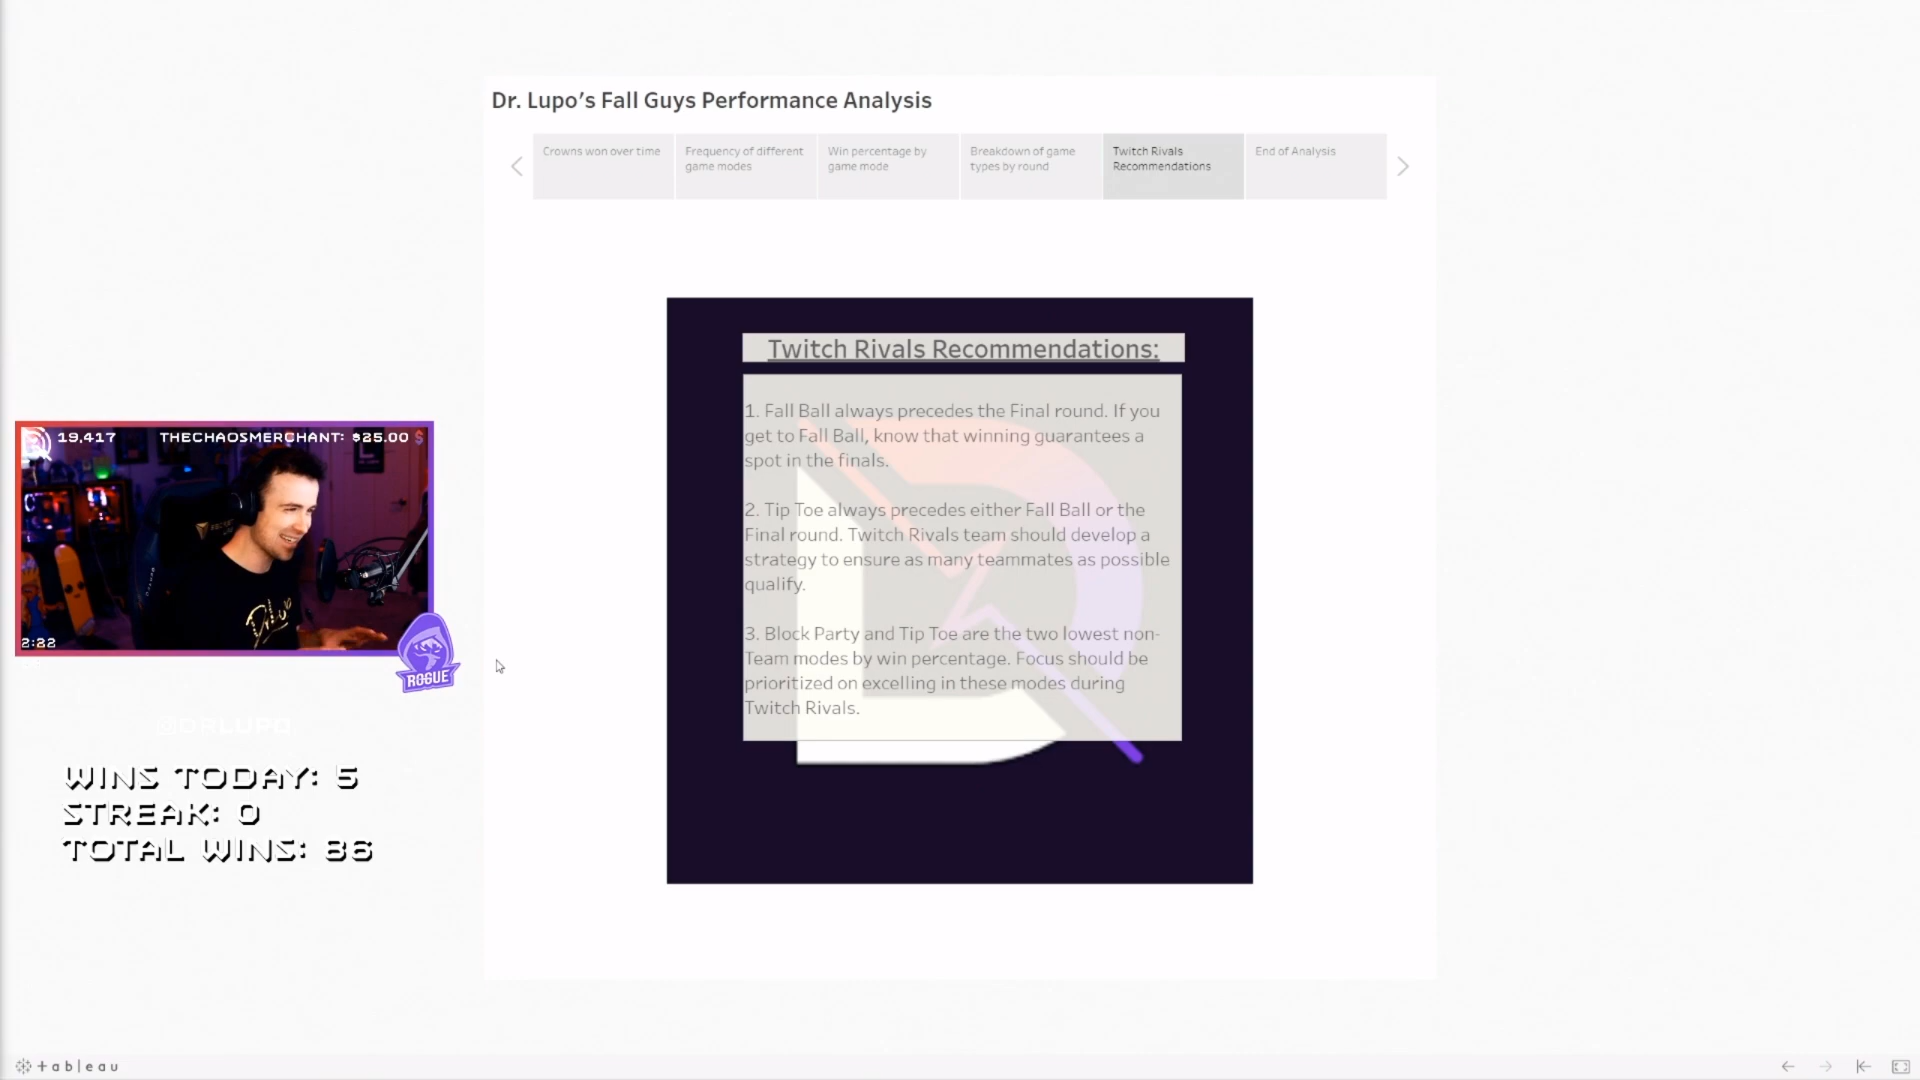 Dr. Lupo's Fall Guys Performance Analysis
Crowns won over time
Frequency of different
game modes
Win percentage by
game mode
Breakdown of game
types by round
Twitch Rivals
Recommendations
End of Analysis
Twitch Rivals Recommendations:
1. Fall Ball always precedes the Final round. If you
get to Fall Ball, know that winning guarantees a
spot in the finals.
2. Tip Toe always precedes either Fall Ball or the
Final round. Twitch Rivals team should develop a
strategy to ensure as many teammates as possible
qualify.
3. Block Party and Tip Toe are the two lowest non-
Team modes by win percentage. Focus should be
prioritized on excelling in these modes during
Twitch Rivals.
19,417 THECHAOSMERCHANT: $25.00 $
DrLupo
2:22
ROGUE
@DRLUPO
WINS TODAY: 5
STREAK: 0
TOTAL WINS: 86
+ableau